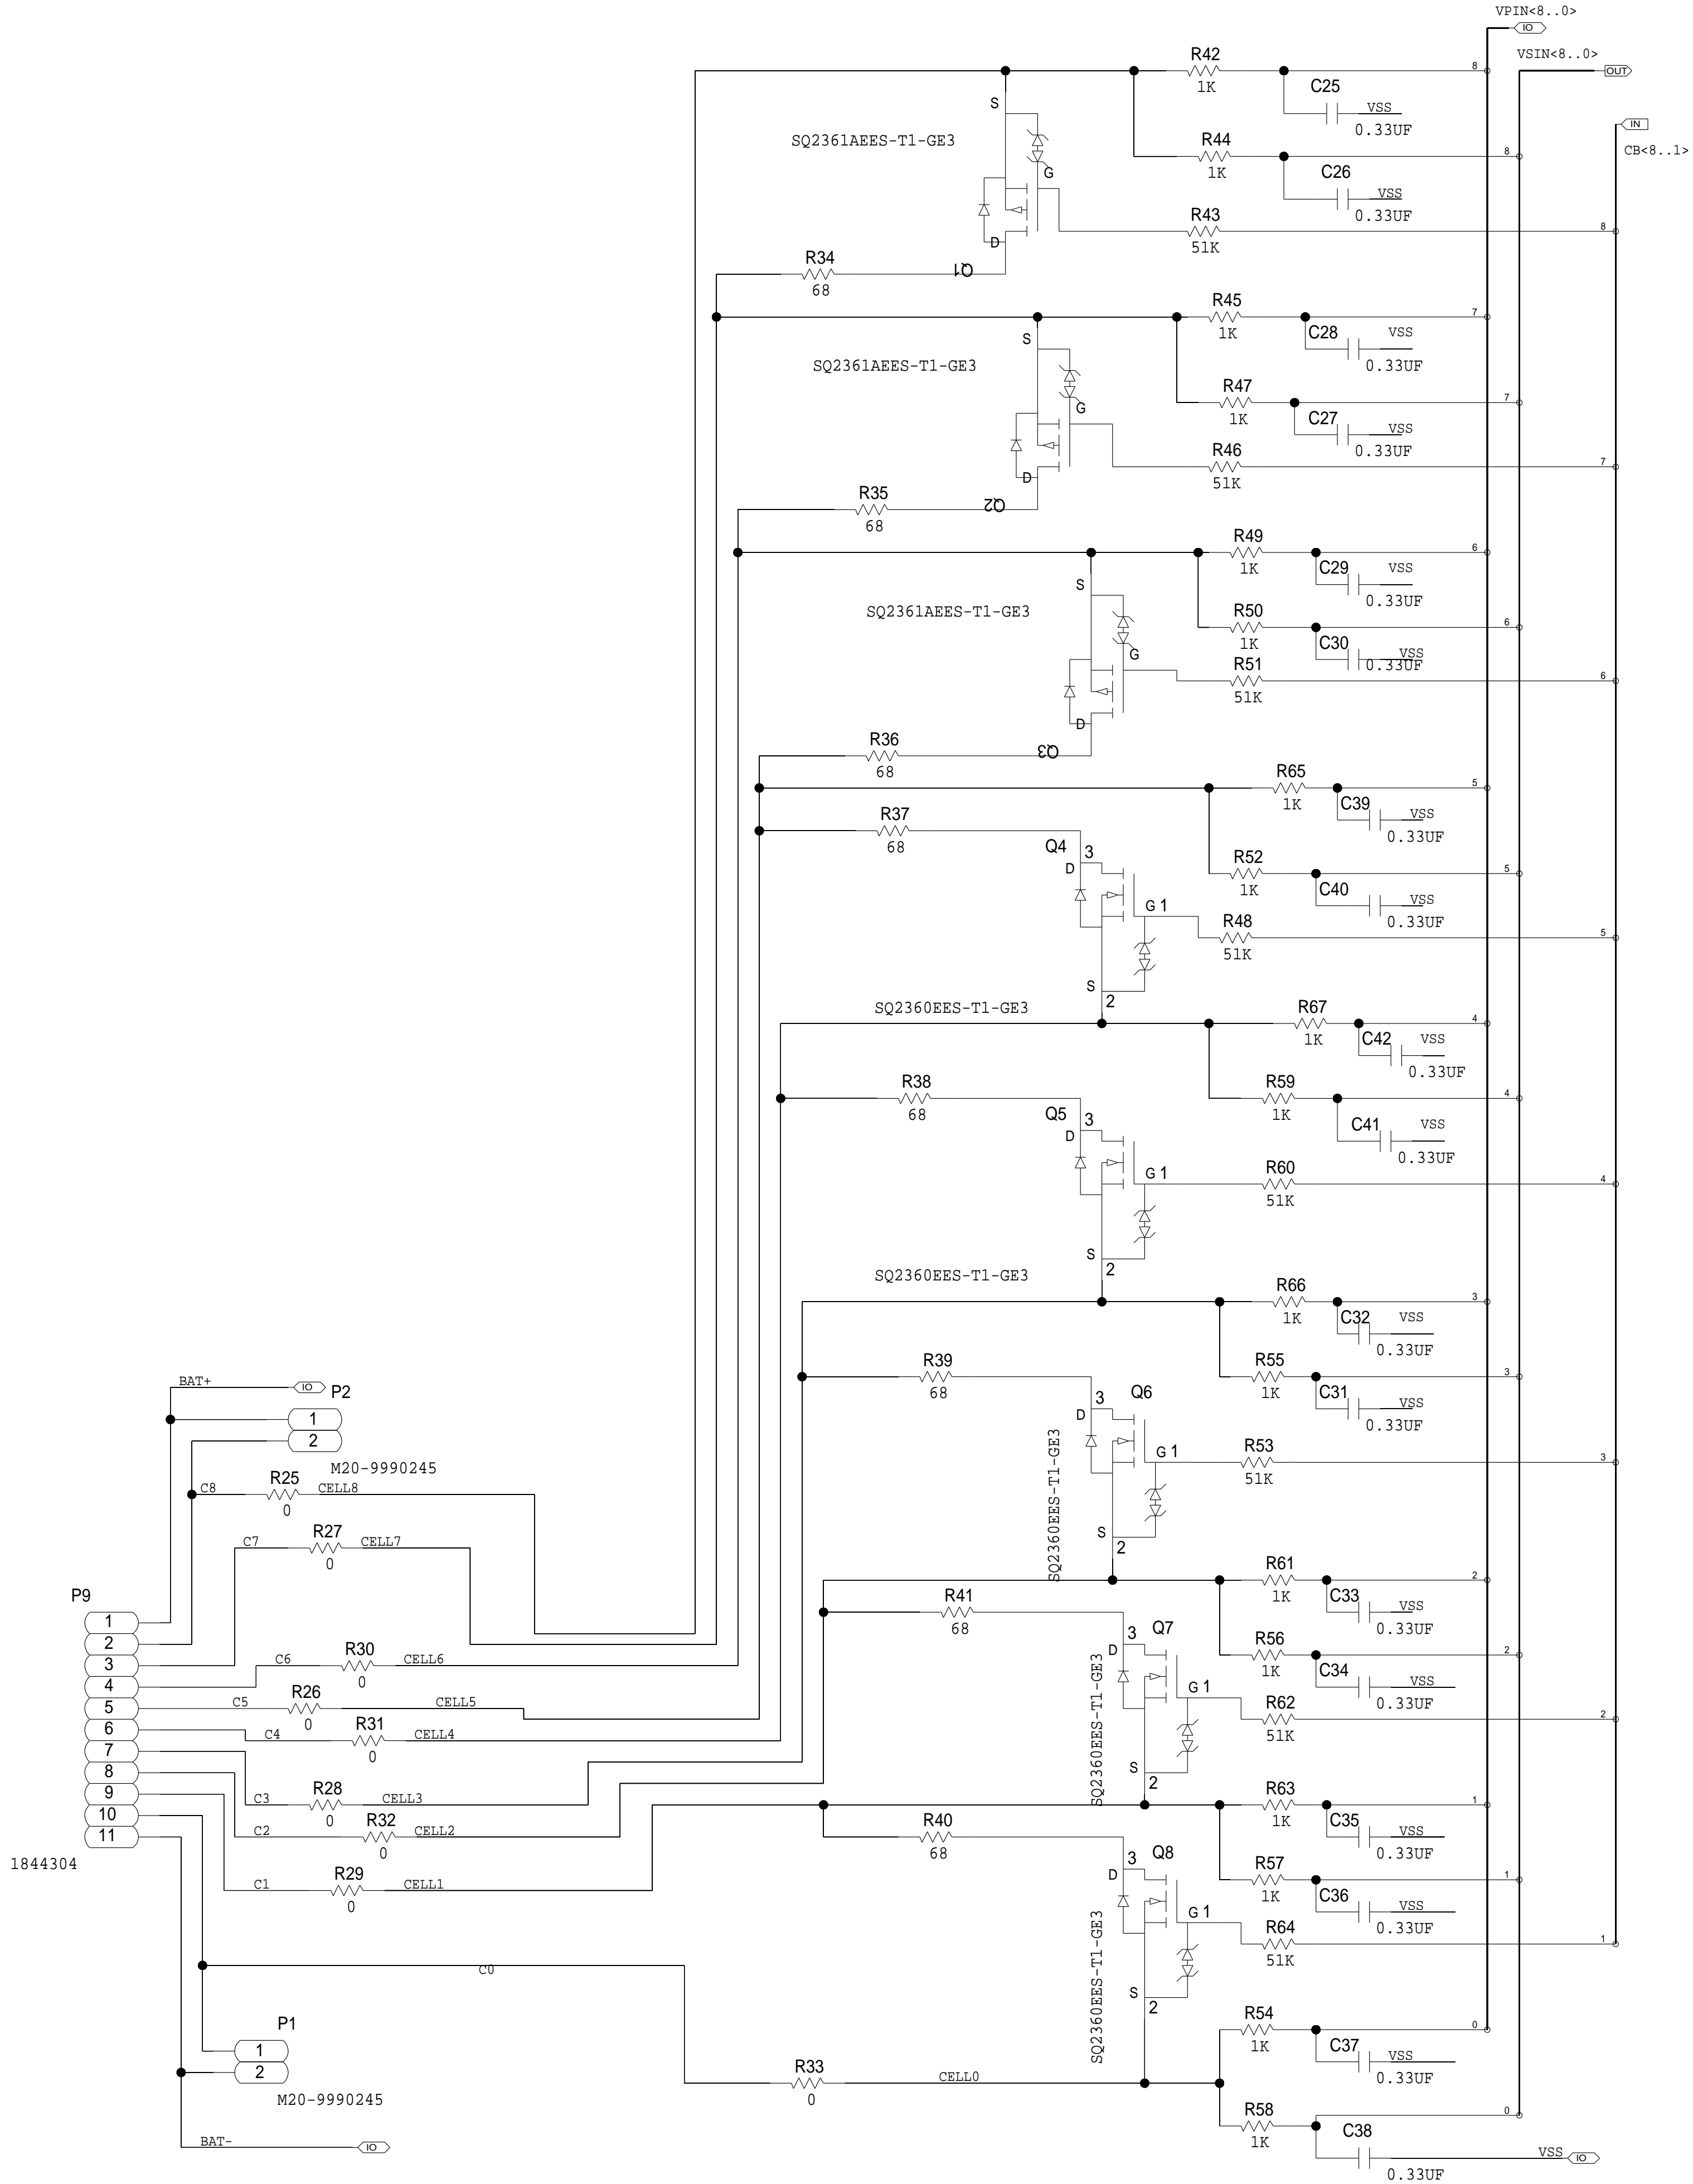 VPIN<8..0>
IO
VSIN<8..0>
OUT
IN
CB<8..1>
R42
1K
8
C25
VSS
0.33UF
S
SQ2361AEES-T1-GE3
G
R44
1K
8
C26
VSS
0.33UF
R43
51K
8
D
Q1
R34
68
R45
1K
7
C28
VSS
0.33UF
S
SQ2361AEES-T1-GE3
G
R47
1K
7
C27
VSS
0.33UF
R46
51K
7
D
Q2
R35
68
R49
1K
6
C29
VSS
0.33UF
S
SQ2361AEES-T1-GE3
G
R50
1K
6
C30
VSS
0.33UF
R51
51K
6
D
Q3
R36
68
R65
1K
5
C39
VSS
0.33UF
R37
68
Q4
3
D
R52
1K
5
C40
VSS
0.33UF
G 1
R48
51K
5
S
2
SQ2360EES-T1-GE3
R67
1K
4
C42
VSS
0.33UF
R38
68
Q5
3
D
R59
1K
4
C41
VSS
0.33UF
G 1
R60
51K
4
S
2
SQ2360EES-T1-GE3
R66
1K
3
C32
VSS
0.33UF
R39
68
Q6
3
D
R55
1K
3
C31
VSS
0.33UF
SQ2360EES-T1-GE3
G 1
R53
51K
3
S
2
R61
1K
2
C33
VSS
0.33UF
R41
68
Q7
3
D
R56
1K
2
C34
VSS
0.33UF
SQ2360EES-T1-GE3
G 1
R62
51K
2
S
2
R63
1K
1
C35
VSS
0.33UF
R40
68
Q8
3
D
R57
1K
1
C36
VSS
0.33UF
SQ2360EES-T1-GE3
G 1
R64
51K
1
S
2
R54
1K
0
C37
VSS
0.33UF
R58
1K
0
C38
VSS
IO
0.33UF
BAT+
IO
P2
1
2
M20-9990245
C8
R25
0
CELL8
C7
R27
0
CELL7
P9
1
2
3
4
5
6
7
8
9
10
11
1844304
C6
R30
0
CELL6
C5
R26
0
CELL5
C4
R31
0
CELL4
C3
R28
0
CELL3
C2
R32
0
CELL2
C1
R29
0
CELL1
C0
R33
0
CELL0
P1
1
2
M20-9990245
BAT-
IO